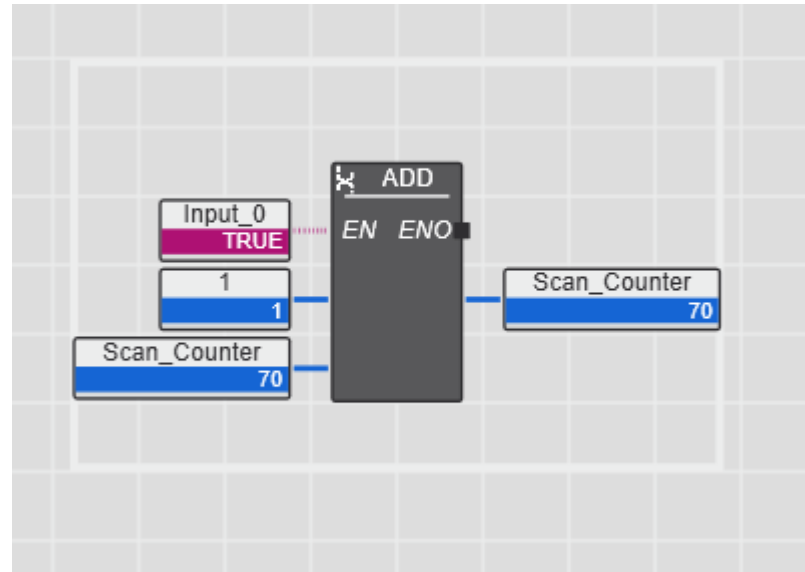 ADD
Input_0
TRUE
EN ENO
1
1
Scan_Counter
70
Scan_Counter
70